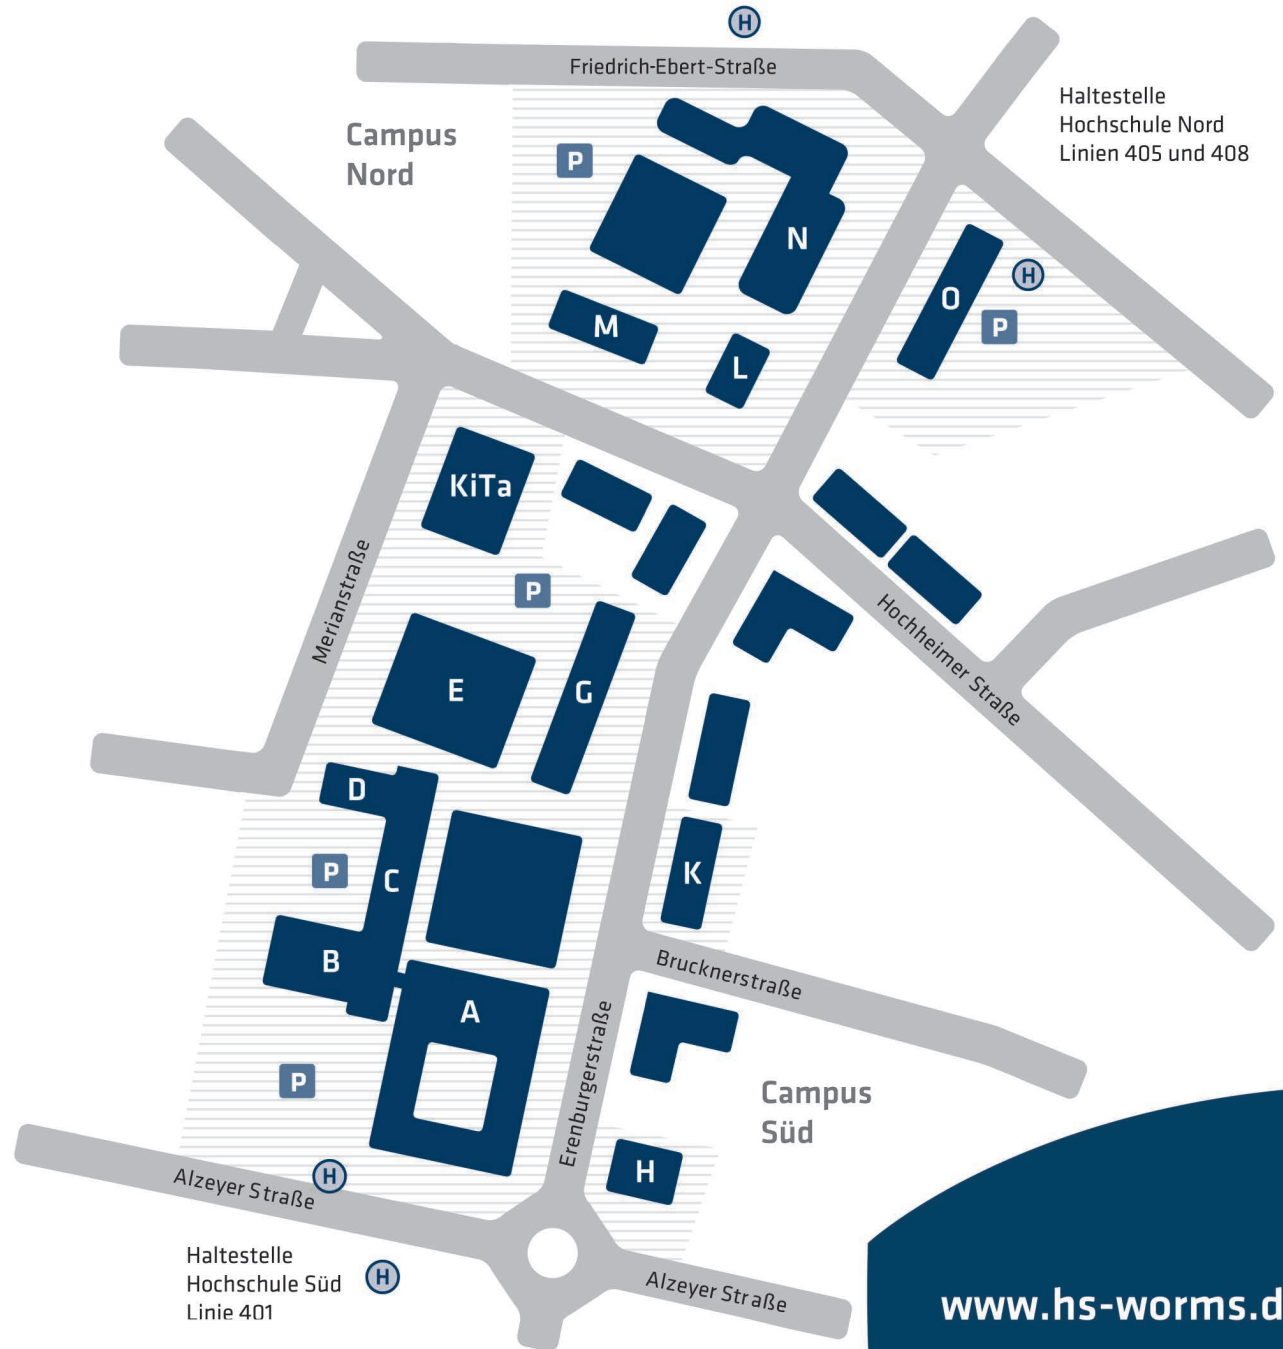 H
Friedrich-Ebert-Straße
Haltestelle
Hochschule Nord
Linien 405 und 408
Campus
Nord
P
N
H
O
P
M
L
KiTa
P
Merianstraße
Hochheimer Straße
E
G
D
P
C
K
B
Brucknerstraße
A
Erenburgerstraße
P
Campus
Süd
H
H
Alzeyer Straße
Haltestelle
Hochschule Süd
Linie 401
H
Alzeyer Straße
www.hs-worms.d